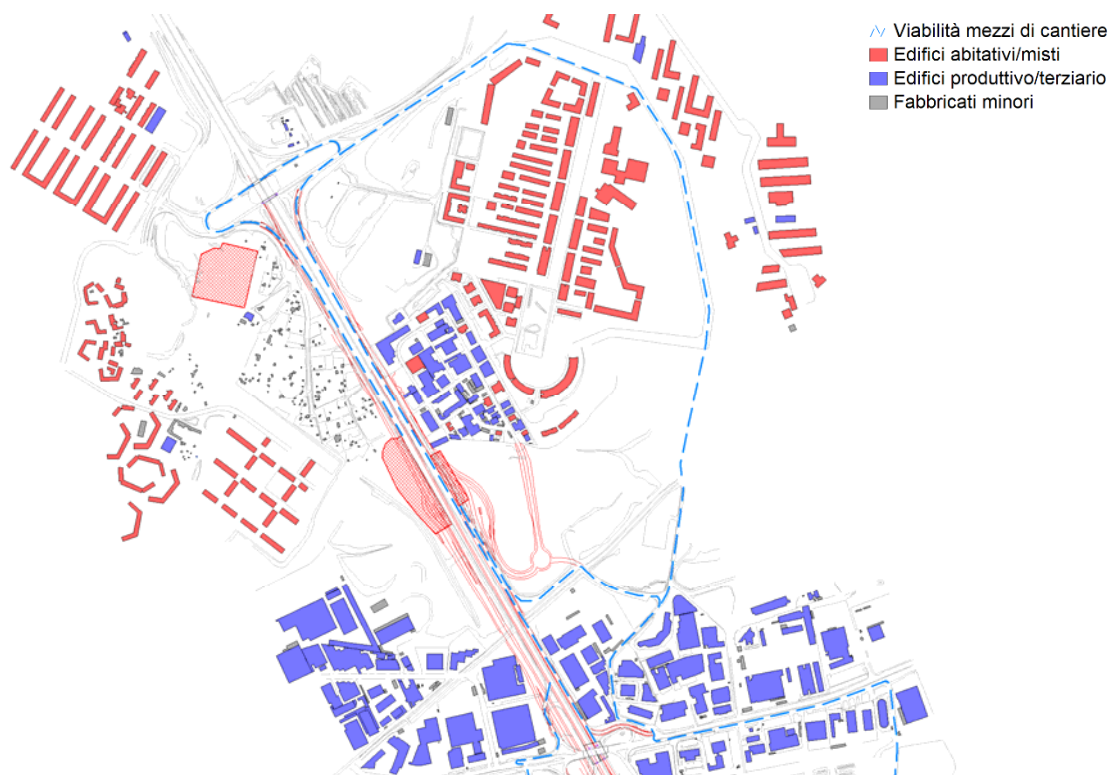 Viabilità mezzi di cantiere
Edifici abitativi/misti
Edifici produttivo/terziario
Fabbricati minori